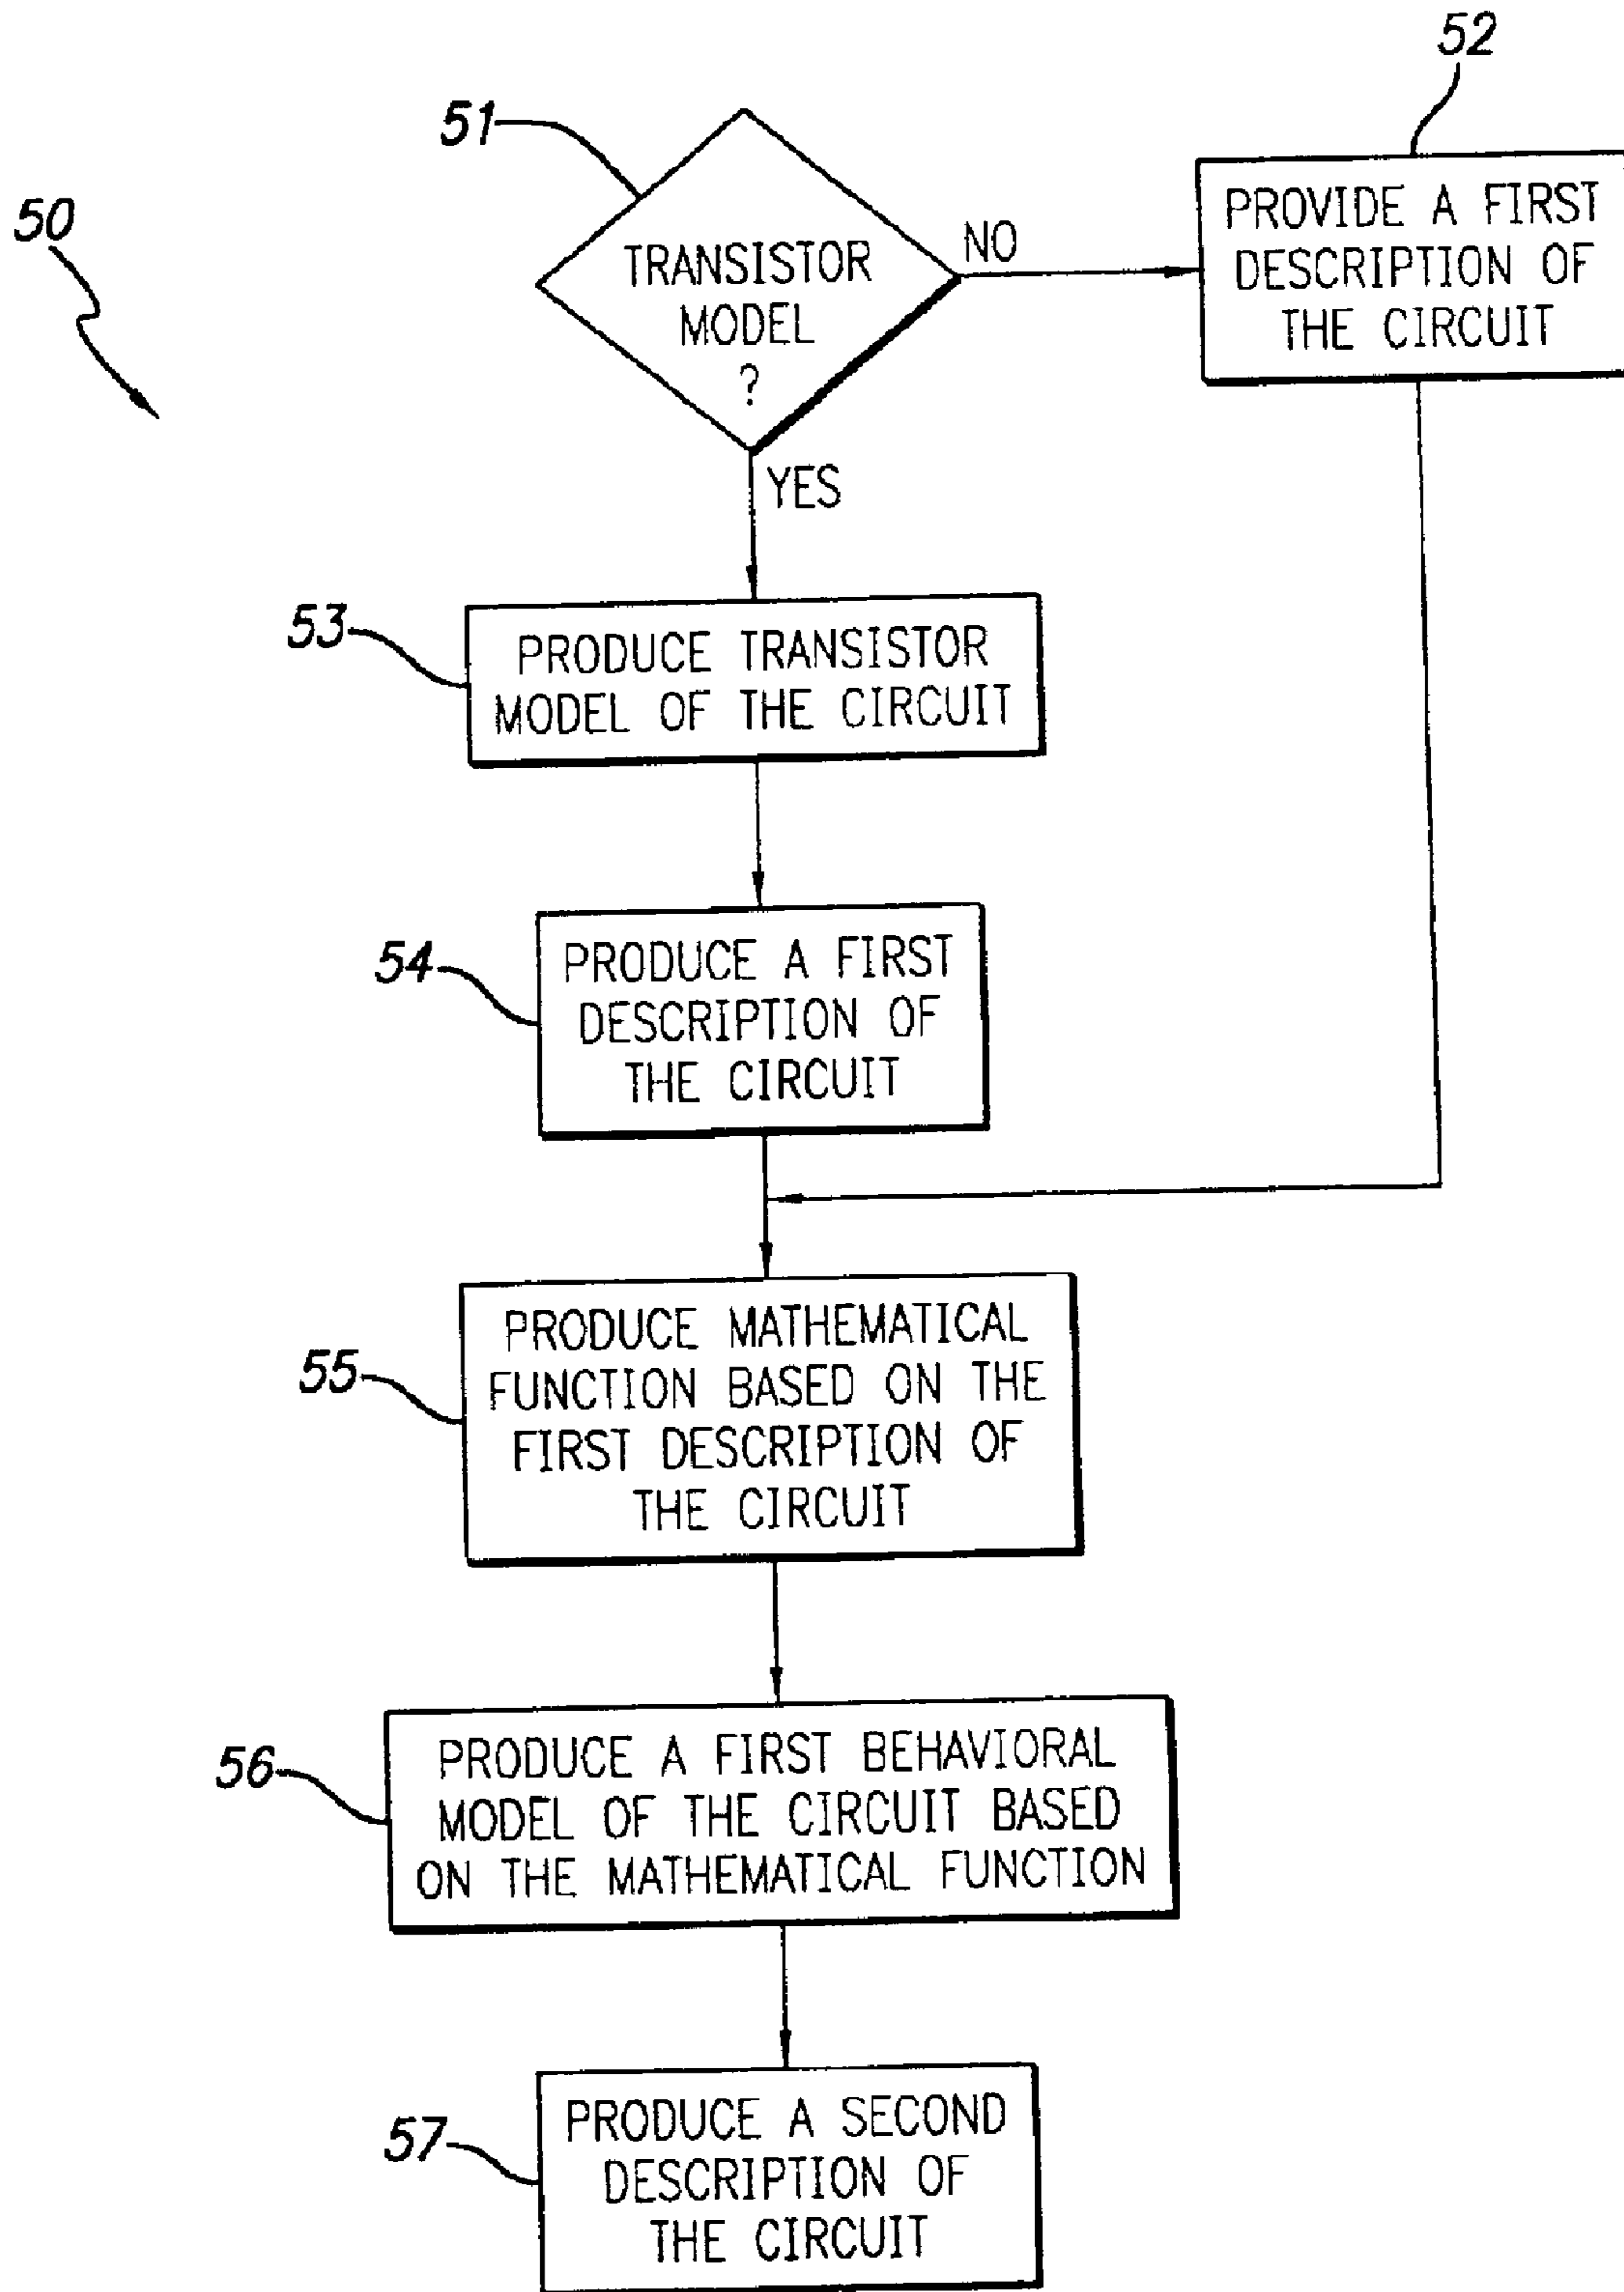 52
51
50
TRANSISTOR
MODEL
?
NO
PROVIDE A FIRST
DESCRIPTION OF
THE CIRCUIT
YES
53
PRODUCE TRANSISTOR
MODEL OF THE CIRCUIT
54
PRODUCE A FIRST
DESCRIPTION OF
THE CIRCUIT
55
PRODUCE MATHEMATICAL
FUNCTION BASED ON THE
FIRST DESCRIPTION OF
THE CIRCUIT
56
PRODUCE A FIRST BEHAVIORAL
MODEL OF THE CIRCUIT BASED
ON THE MATHEMATICAL FUNCTION
57
PRODUCE A SECOND
DESCRIPTION OF
THE CIRCUIT